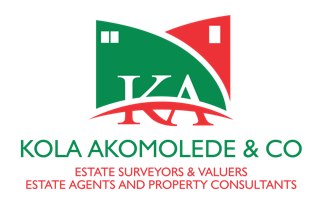 KA
KOLA AKOMOLEDE & CO
ESTATE SURVEYORS & VALUERS
ESTATE AGENTS AND PROPERTY CONSULTANTS